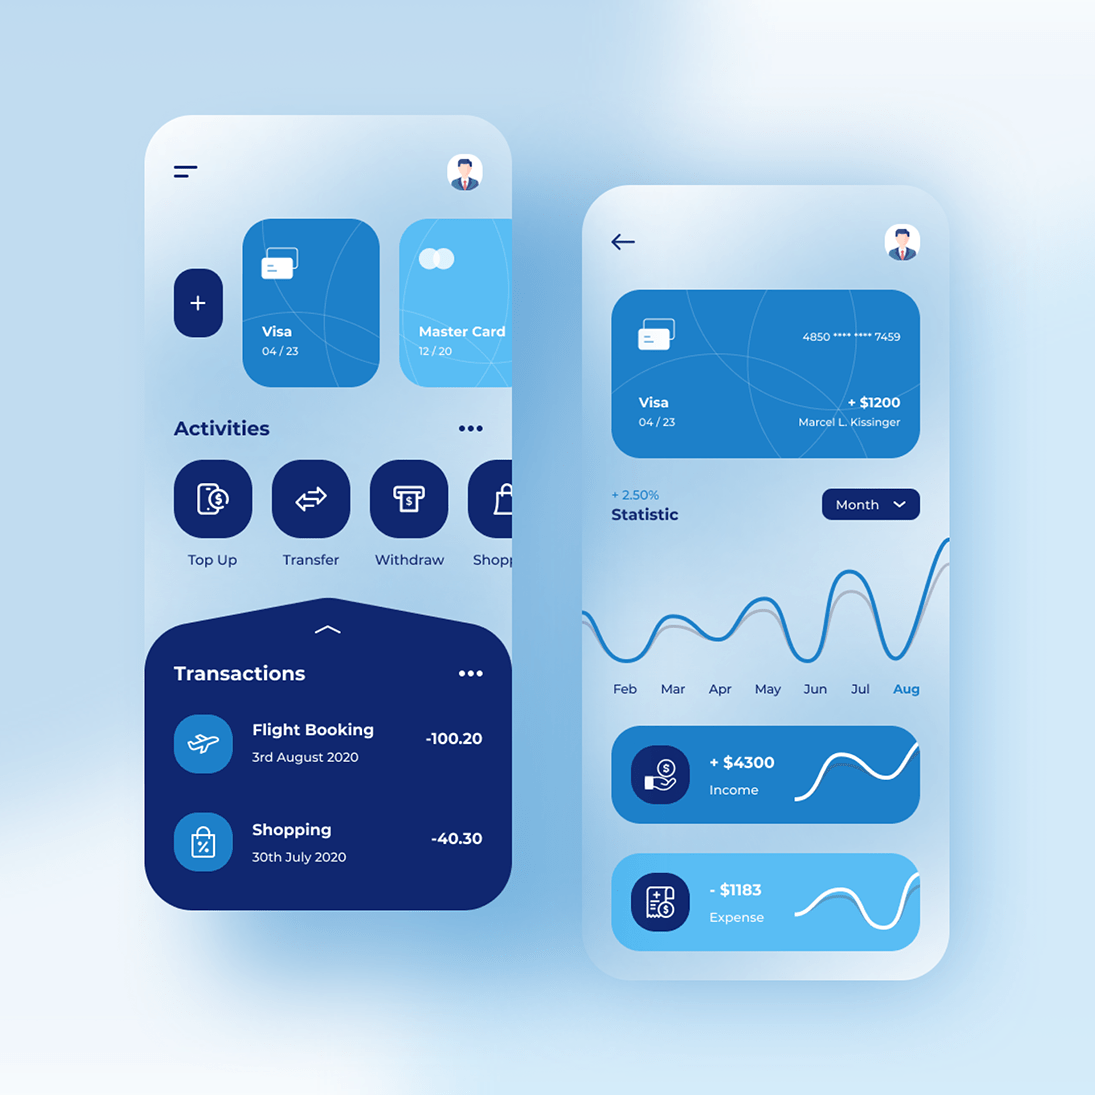 Visa
04 / 23
Master Card
12 / 20
Activities
Top Up
Transfer
Withdraw
Shopp
Transactions
Flight Booking
3rd August 2020
-100.20
Shopping
30th July 2020
-40.30
4850 **** **** 7459
Visa
+ $1200
04 / 23
Marcel L. Kissinger
+ 2.50%
Statistic
Month
Feb Mar Apr May Jun Jul Aug
+ $4300
Income
- $1183
Expense